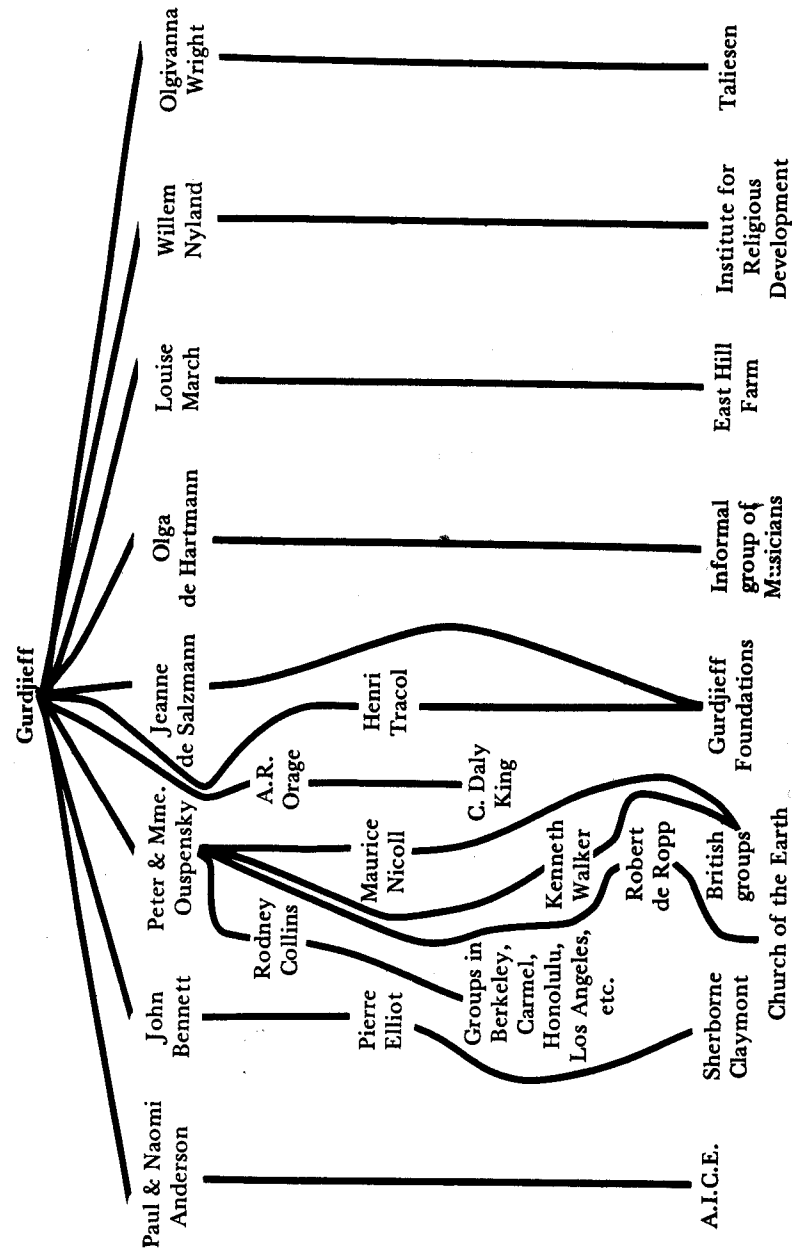 Gurdjieff
Paul & Naomi
Anderson
John
Bennett
Peter & Mme.
Ouspensky
Jeanne
de Salzmann
Olga
de Hartmann
Louise
March
Willem
Nyland
Olgivanna
Wright
Rodney
Collins
A.R.
Orage
Pierre
Elliot
Maurice
Nicoll
Henri
Tracol
Groups in
Berkeley,
Carmel,
Honolulu,
Los Angeles,
etc.
C. Daly
King
Kenneth
Walker
Robert
de Ropp
A.I.C.E.
Sherborne
Claymont
British
groups
Gurdjieff
Foundations
Informal
group of
Musicians
East Hill
Farm
Institute for
Religious
Development
Taliesen
Church of the Earth